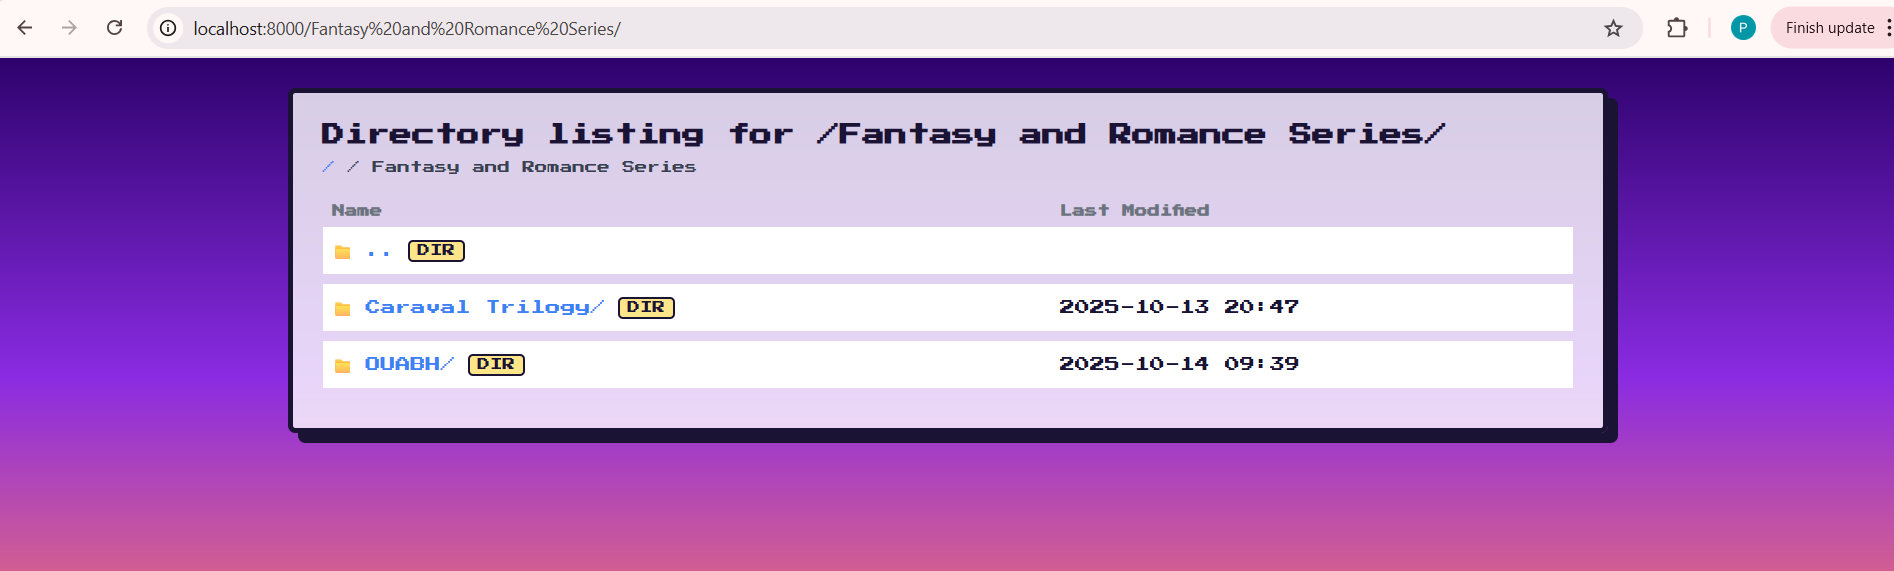 localhost:8000/Fantasy%20and%20Romance%20Series/
P
Finish update
Directory listing for /Fantasy and Romance Series/
/ / Fantasy and Romance Series
Name Last Modified
.. DIR
Caraval Trilogy/ DIR 2025-10-13 20:47
OUABH/ DIR 2025-10-14 09:39